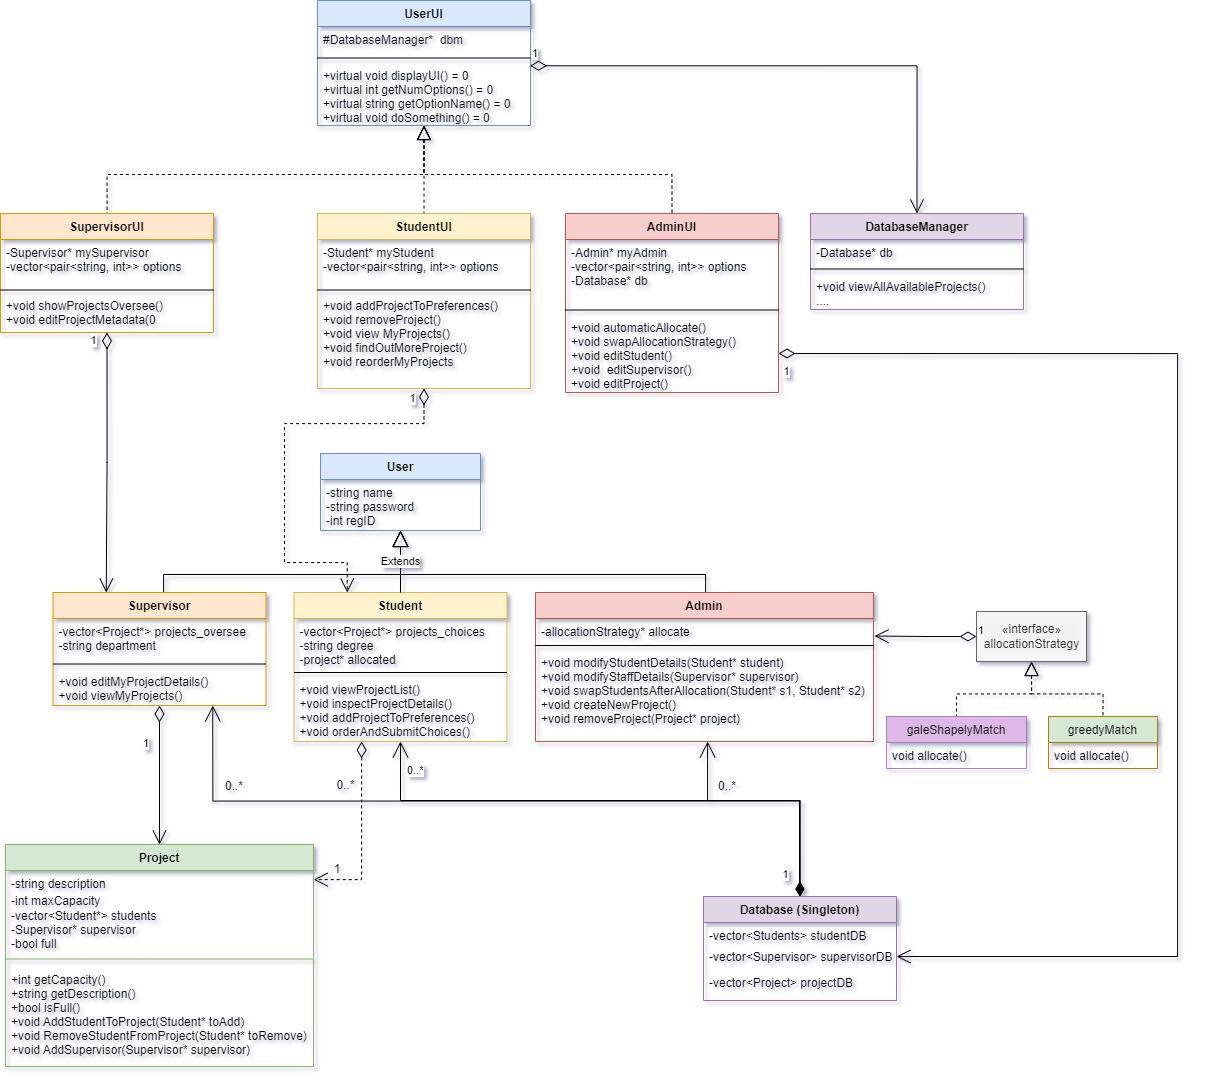 UserUI
#DatabaseManager*  dbm
+virtual void displayUI() = 0
+virtual int getNumOptions() = 0
+virtual string getOptionName() = 0
+virtual void doSomething() = 0
1
SupervisorUI
-Supervisor* mySupervisor
-vector<pair<string, int>> options
+void showProjectsOversee()
+void editProjectMetadata(0
1
StudentUI
-Student* myStudent
-vector<pair<string, int>> options
+void addProjectToPreferences()
+void removeProject()
+void view MyProjects()
+void findOutMoreProject()
+void reorderMyProjects
1
AdminUI
-Admin* myAdmin
-vector<pair<string, int>> options
-Database* db
+void automaticAllocate()
+void swapAllocationStrategy()
+void editStudent()
+void  editSupervisor()
+void editProject()
1
DatabaseManager
-Database* db
+void viewAllAvailableProjects()
....
User
-string name
-string password
-int regID
Extends
Supervisor
-vector<Project*> projects_oversee
-string department
+void editMyProjectDetails()
+void viewMyProjects()
1
0..*
Student
-vector<Project*> projects_choices
-string degree
-project* allocated
+void viewProjectList()
+void inspectProjectDetails()
+void addProjectToPreferences()
+void orderAndSubmitChoices()
0..*
0..*
Admin
-allocationStrategy* allocate
+void modifyStudentDetails(Student* student)
+void modifyStaffDetails(Supervisor* supervisor)
+void swapStudentsAfterAllocation(Student* s1, Student* s2)
+void createNewProject()
+void removeProject(Project* project)
0..*
1
«interface»
allocationStrategy
galeShapelyMatch
void allocate()
greedyMatch
void allocate()
Project
-string description
-int maxCapacity
-vector<Student*> students
-Supervisor* supervisor
-bool full
+int getCapacity()
+string getDescription()
+bool isFull()
+void AddStudentToProject(Student* toAdd)
+void RemoveStudentFromProject(Student* toRemove)
+void AddSupervisor(Supervisor* supervisor)
1
1
Database (Singleton)
-vector<Students> studentDB
-vector<Supervisor> supervisorDB
-vector<Project> projectDB